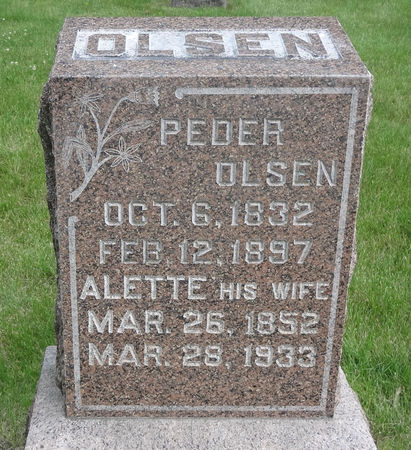 OLSEN
PEDER
OLSEN
OCT. 6, 1832
FEB. 12, 1897
ALETTE HIS WIFE
MAR. 26, 1852
MAR. 28, 1933